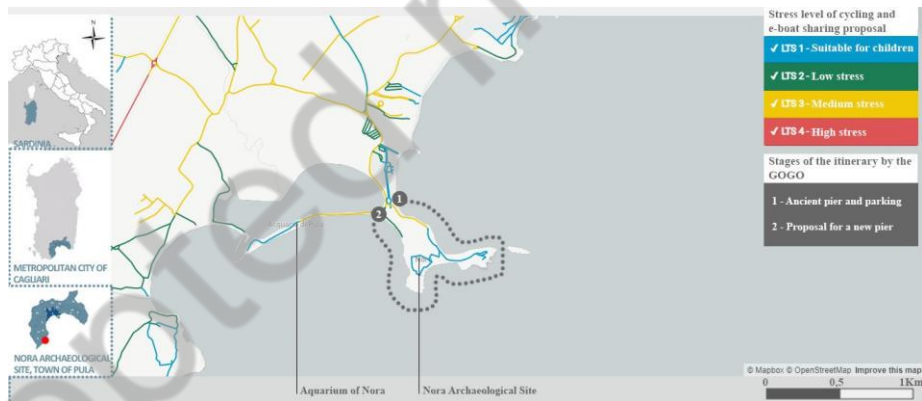 N
SARDINIA
METROPOLITAN CITY OF
CAGLIARI
NORA ARCHAEOLOGICAL
SITE, TOWN OF PULA
Stress level of cycling and
e-boat sharing proposal
✓ LTS 1 - Suitable for children
✓ LTS 2 - Low stress
✓ LTS 3 - Medium stress
✓ LTS 4 - High stress
Stages of the itinerary by the
GOGO
1 - Ancient pier and parking
2 - Proposal for a new pier
1
2
Aquarium of Nora
Nora Archaeological Site
© Mapbox © OpenStreetMap Improve this map
0 0,5 1Km